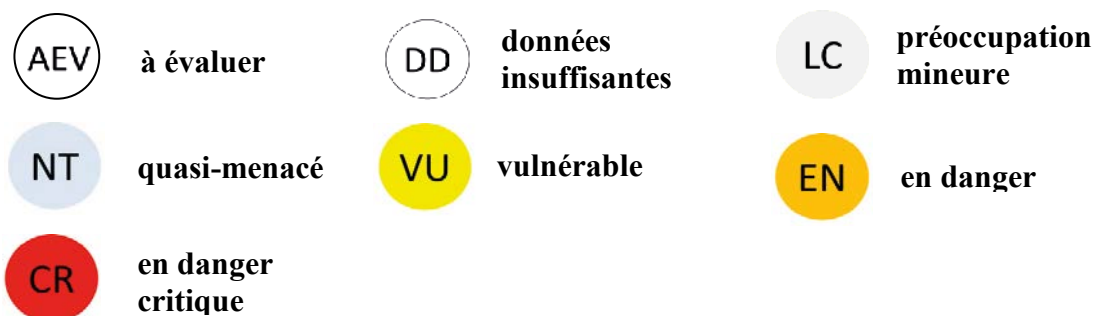 AEV
à évaluer
DD
données
insuffisantes
LC
préoccupation
mineure
NT
quasi-menacé
VU
vulnérable
EN
en danger
CR
en danger
critique